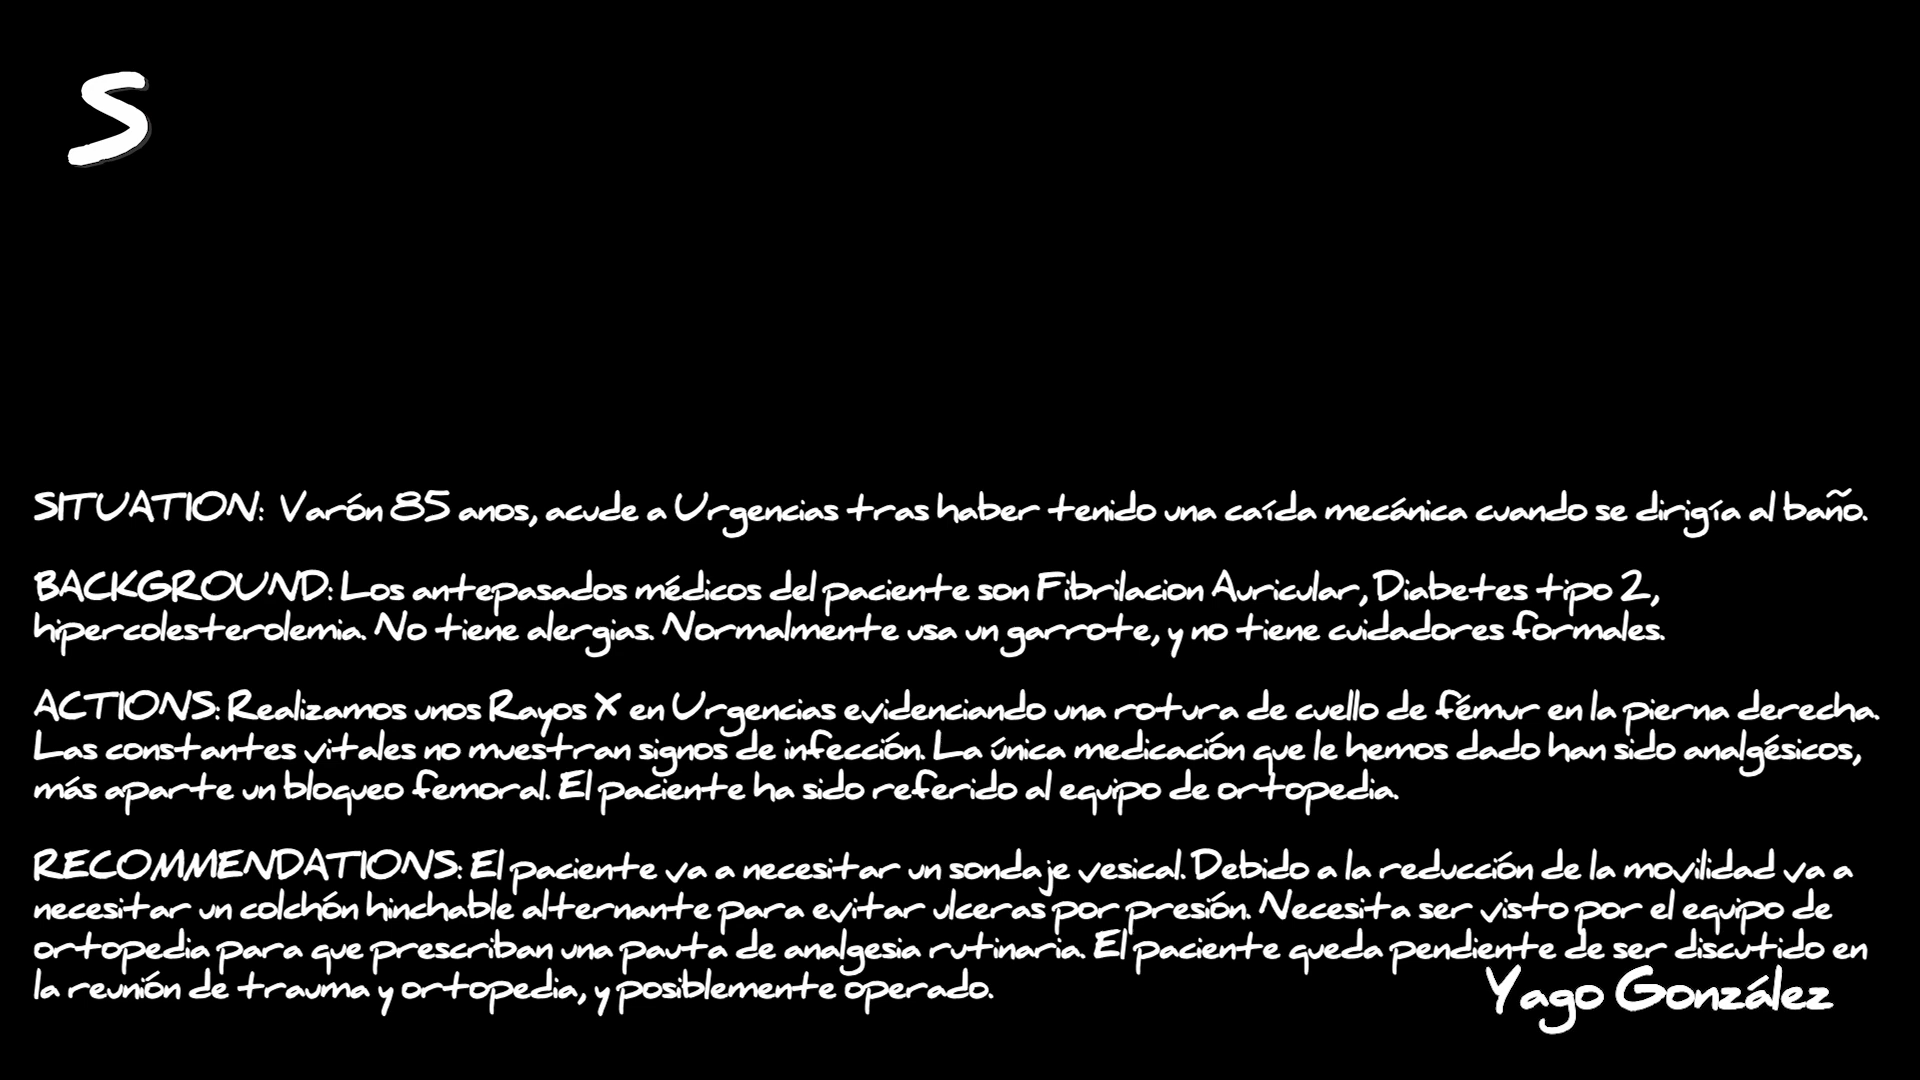 S
SITUATION: Varón 85 anos, acude a Urgencias tras haber tenido una caída mecánica cuando se dirigía al baño.
BACKGROUND: Los antepasados médicos del paciente son Fibrilacion Auricular, Diabetes tipo 2,
hipercolesterolemia. No tiene alergias. Normalmente usa un garrote, y no tiene cuidadores formales.
ACTIONS: Realizamos unos Rayos X en Urgencias evidenciando una rotura de cuello de fémur en la pierna derecha.
Las constantes vitales no muestran signos de infección. La única medicación que le hemos dado han sido analgésicos,
más aparte un bloqueo femoral. El paciente ha sido referido al equipo de ortopedia.
RECOMMENDATIONS: El paciente va a necesitar un sondaje vesical. Debido a la reducción de la movilidad va a
necesitar un colchón hinchable alternante para evitar ulceras por presión. Necesita ser visto por el equipo de
ortopedia para que prescriban una pauta de analgesia rutinaria. El paciente queda pendiente de ser discutido en
la reunión de trauma y ortopedia, y posiblemente operado.
Yago González